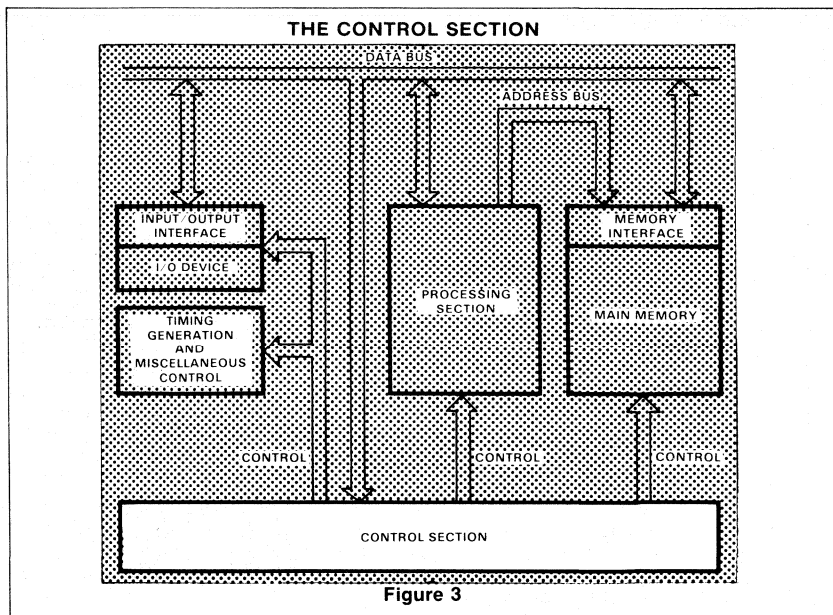 THE CONTROL SECTION
DATA BUS
ADDRESS BUS
INPUT/OUTPUT
INTERFACE
I/O DEVICE
TIMING
GENERATION
AND
MISCELLANEOUS
CONTROL
PROCESSING
SECTION
MEMORY
INTERFACE
MAIN MEMORY
CONTROL
CONTROL
CONTROL
CONTROL SECTION
Figure 3